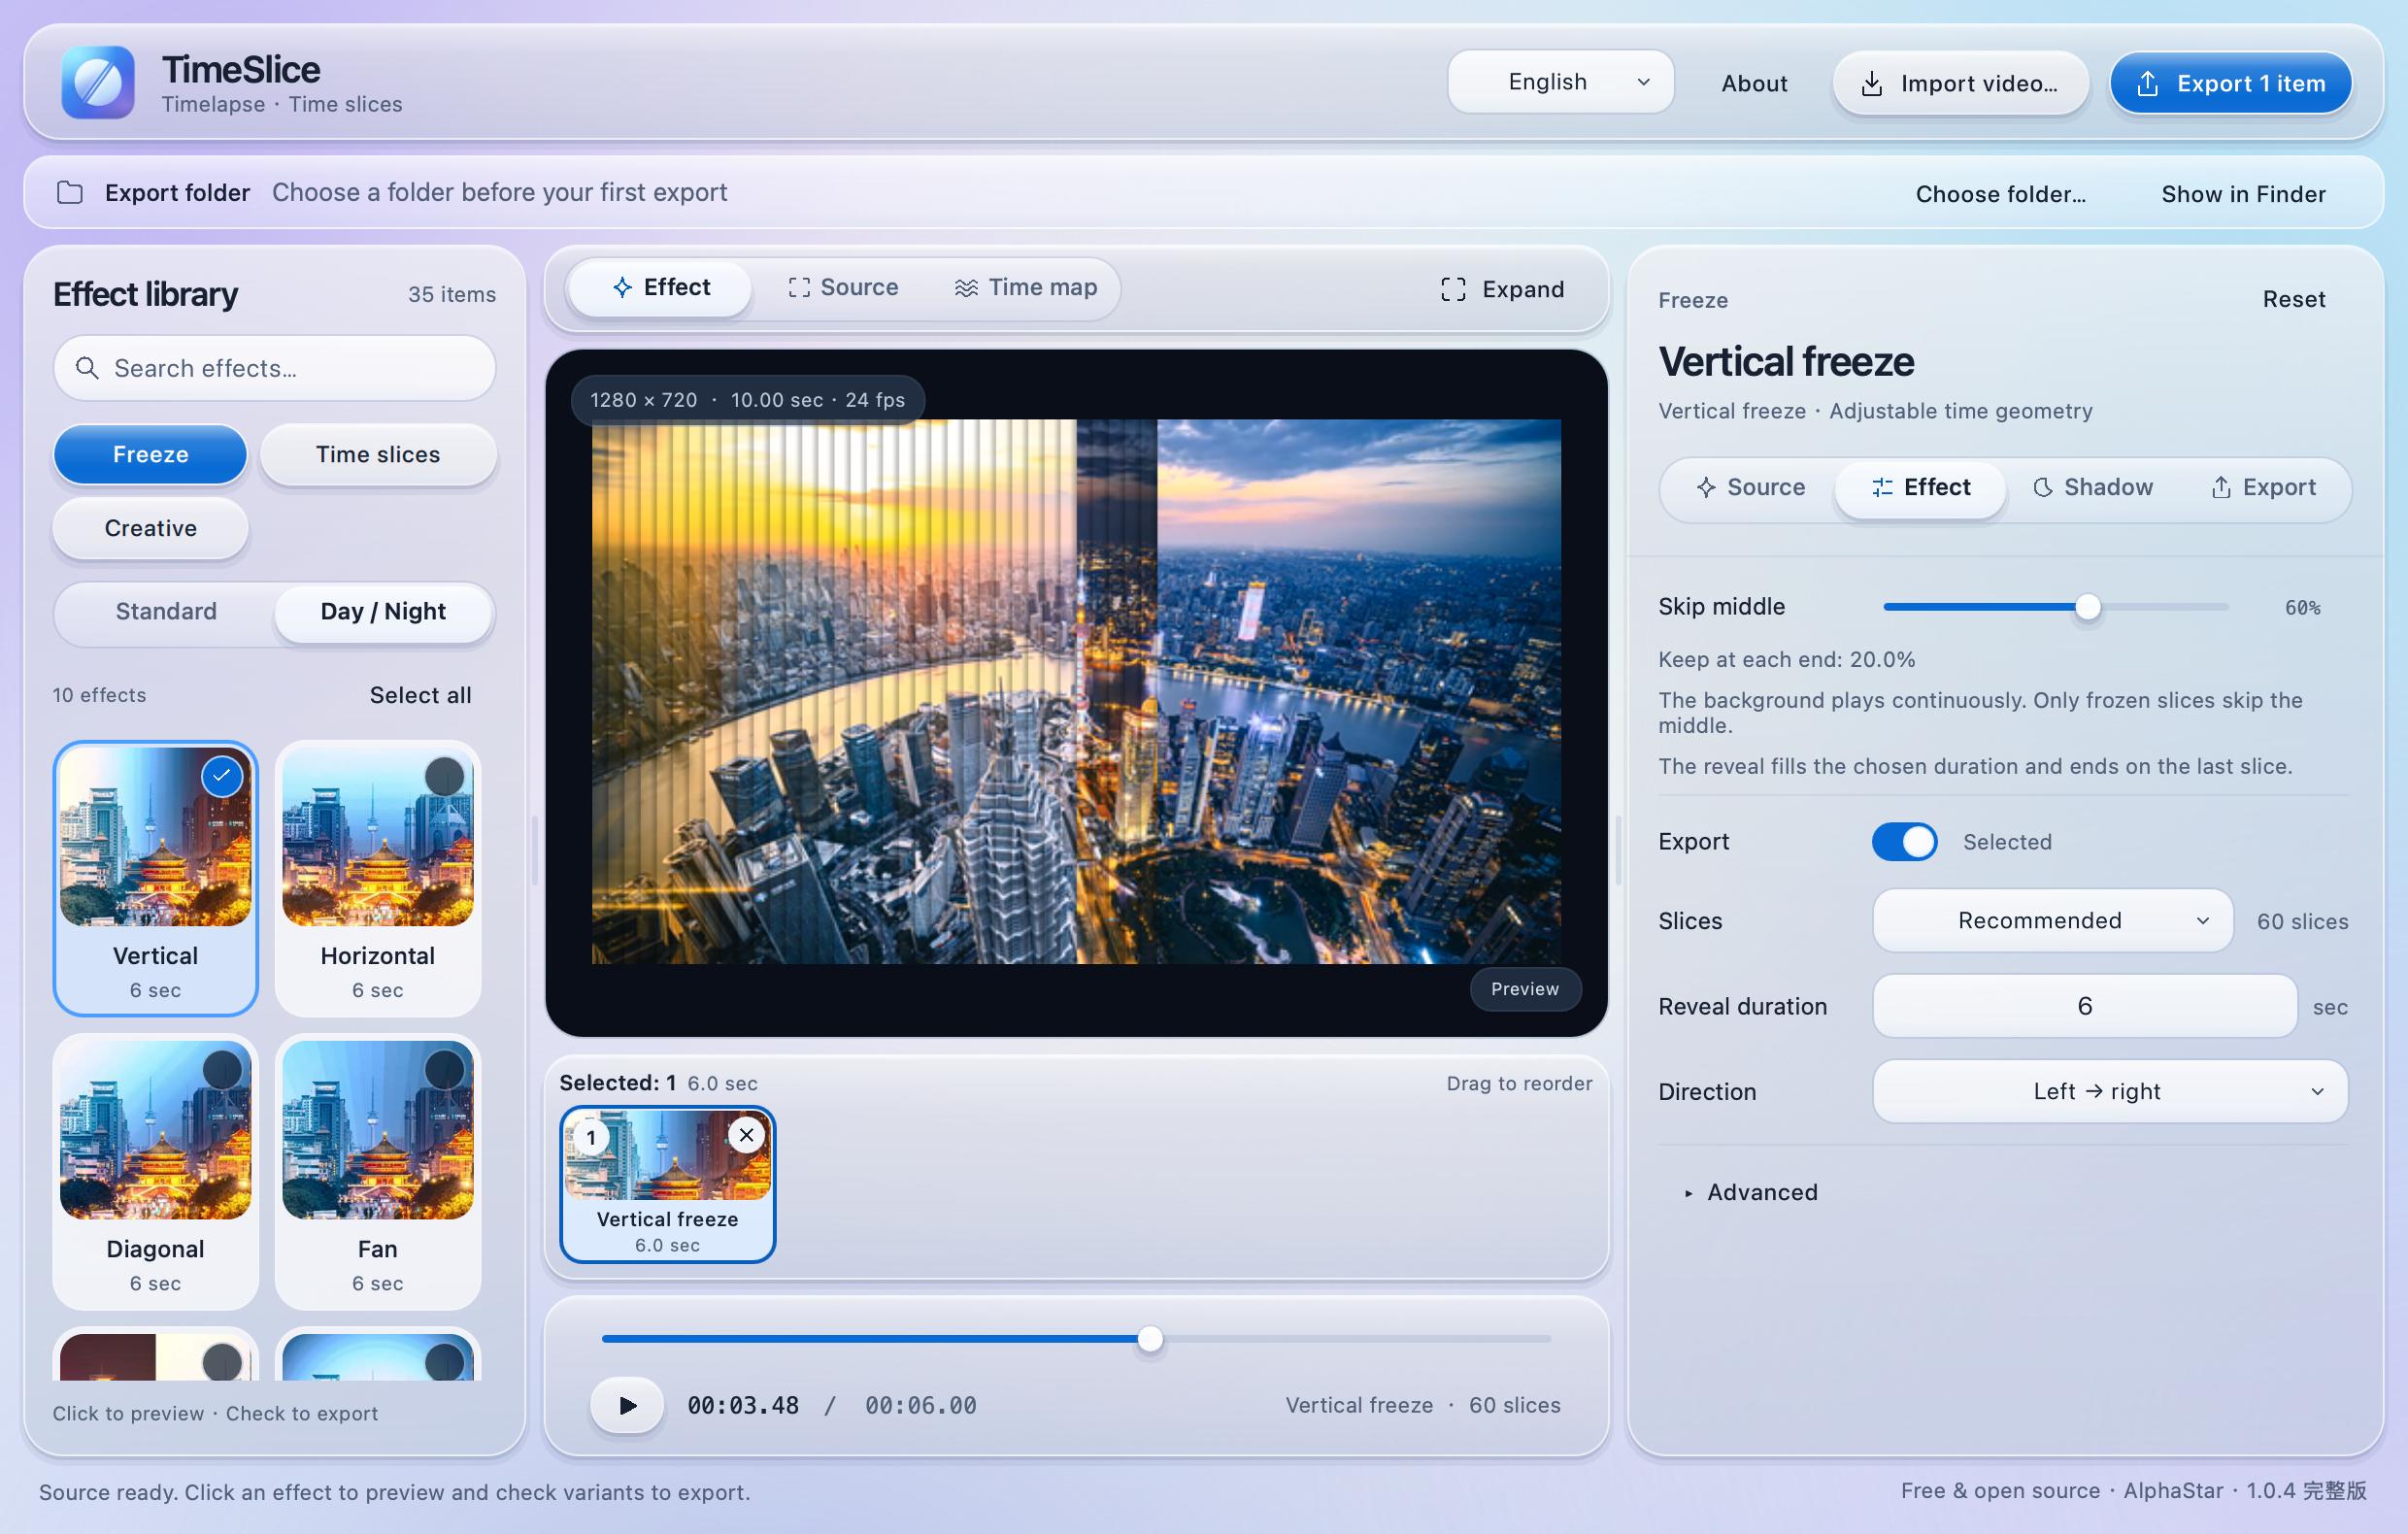 TimeSlice
Timelapse · Time slices
English
About
Import video…
Export 1 item
Export folder
Choose a folder before your first export
Choose folder…
Show in Finder
Effect library
35 items
Search effects…
Freeze
Time slices
Creative
Standard
Day / Night
10 effects
Select all
Vertical
6 sec
Horizontal
6 sec
Diagonal
6 sec
Fan
6 sec
Click to preview · Check to export
Effect
Source
Time map
Expand
1280 × 720 · 10.00 sec · 24 fps
Preview
Selected: 1 6.0 sec
Drag to reorder
1
Vertical freeze
6.0 sec
00:03.48 / 00:06.00
Vertical freeze · 60 slices
Freeze
Reset
Vertical freeze
Vertical freeze · Adjustable time geometry
Source
Effect
Shadow
Export
Skip middle
60%
Keep at each end: 20.0%
The background plays continuously. Only frozen slices skip the
middle.
The reveal fills the chosen duration and ends on the last slice.
Export
Selected
Slices
Recommended
60 slices
Reveal duration
6
sec
Direction
Left → right
Advanced
Source ready. Click an effect to preview and check variants to export.
Free & open source · AlphaStar · 1.0.4 完整版